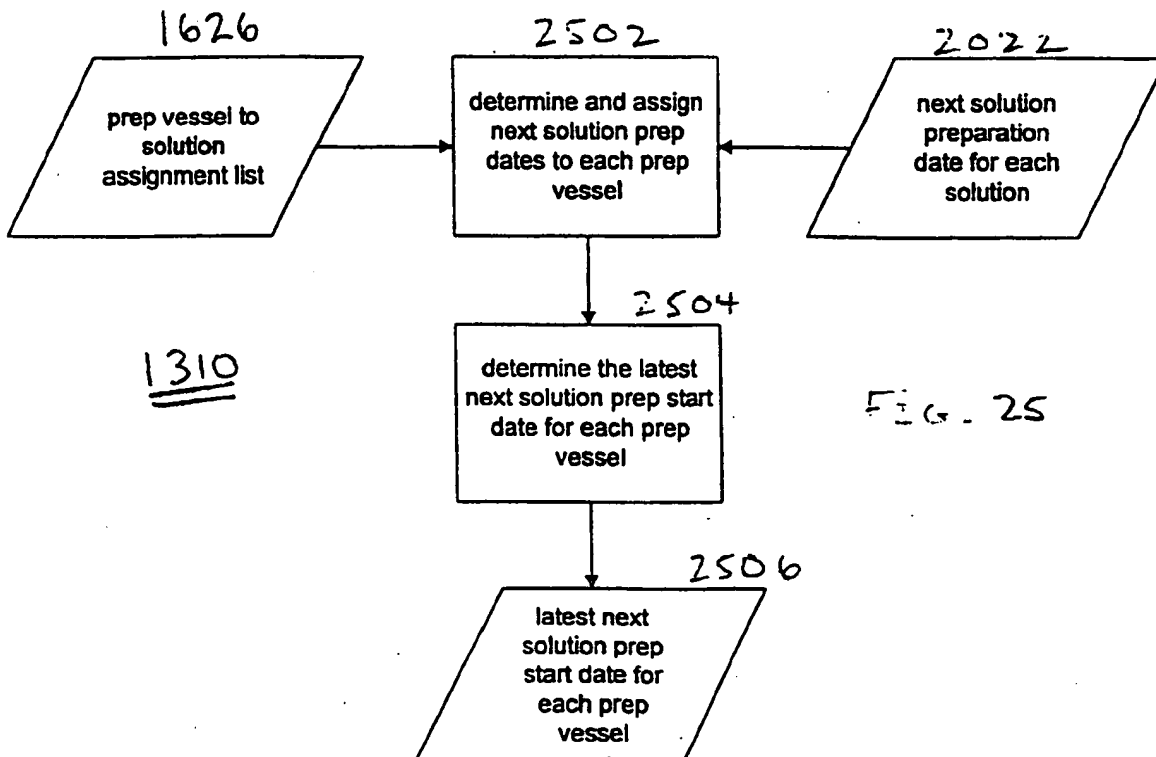 1626
2502
2022
prep vessel to
solution
assignment list
determine and assign
next solution prep
dates to each prep
vessel
next solution
preparation
date for each
solution
2504
1310
determine the latest
next solution prep start
date for each prep
vessel
FIG. 25
2506
latest next
solution prep
start date for
each prep
vessel